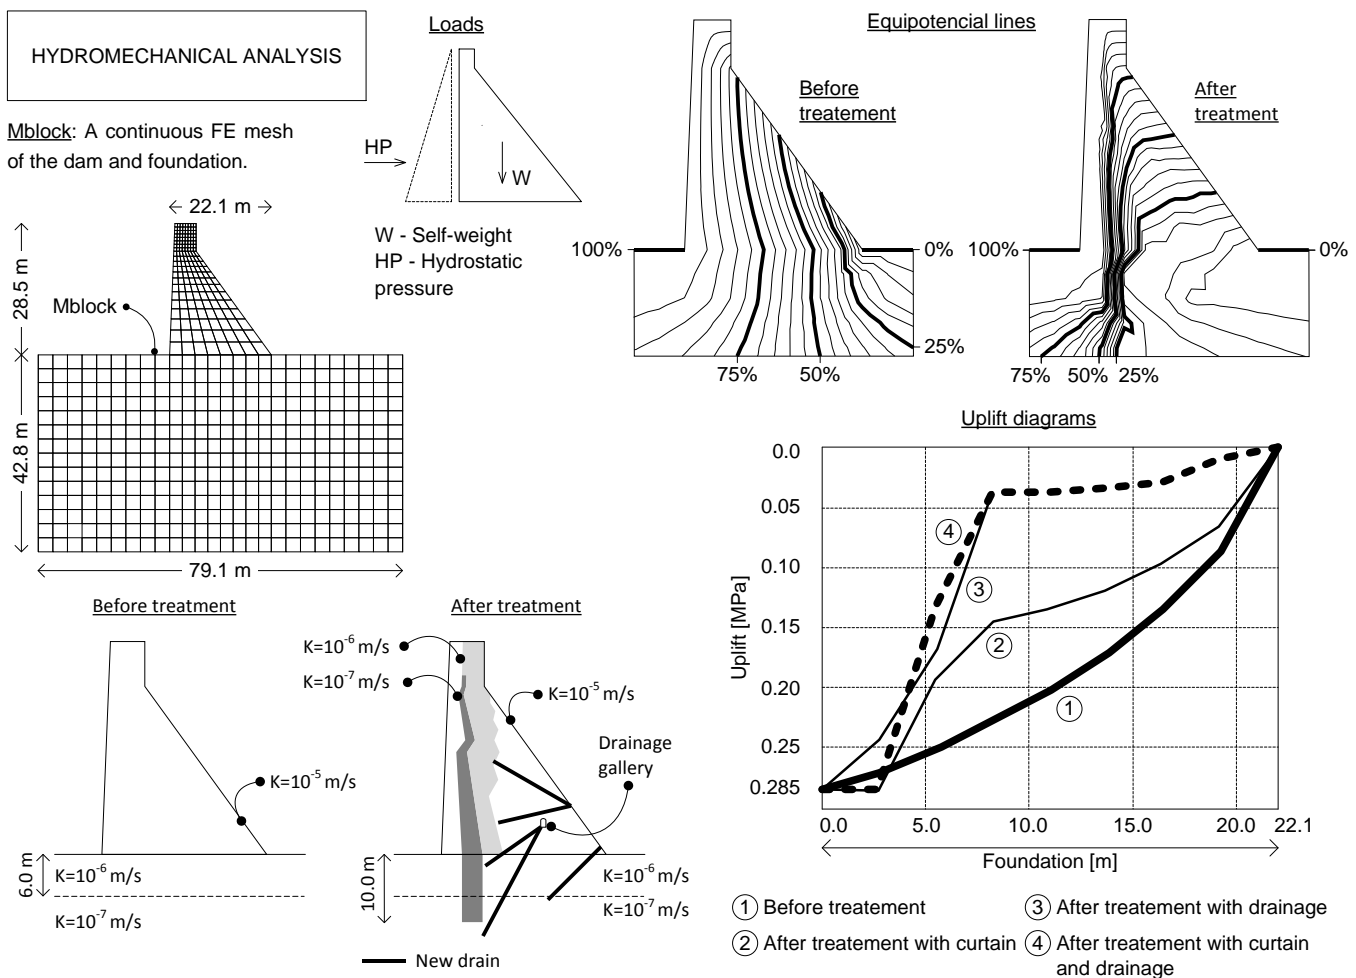 HYDROMECHANICAL ANALYSIS
Mblock: A continuous FE mesh
of the dam and foundation.
22.1 m
28.5 m
Mblock
42.8 m
79.1 m
Loads
HP
W
W - Self-weight
HP - Hydrostatic
pressure
Equipotencial lines
Before
treatement
100%
0%
25%
75%
50%
After
treatment
100%
0%
75%
50%
25%
Before treatment
K=10-5 m/s
6.0 m
K=10-6 m/s
K=10-7 m/s
After treatment
K=10-6 m/s
K=10-7 m/s
K=10-5 m/s
Drainage
gallery
10.0 m
K=10-6 m/s
K=10-7 m/s
New drain
Uplift diagrams
Uplift [MPa]
0.0
0.05
0.10
0.15
0.20
0.25
0.285
4
3
2
1
0.0
5.0
10.0
15.0
20.0
22.1
Foundation [m]
1 Before treatement
2 After treatement with curtain
3 After treatement with drainage
4 After treatement with curtain
and drainage